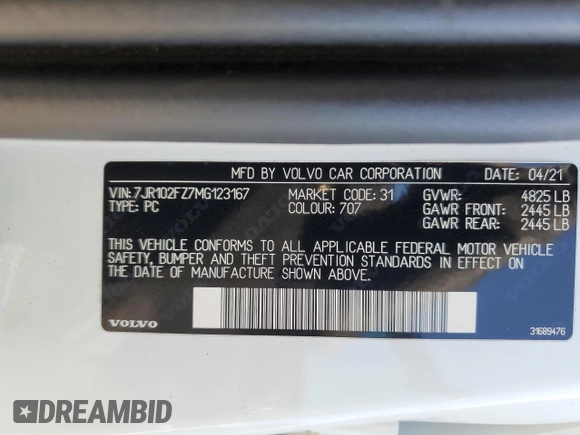 MFD BY VOLVO CAR CORPORATION DATE: 04/21
VIN:7JR102FZ7MG123167 MARKET CODE: 31 GVWR: 4825 LB
TYPE: PC COLOUR: 707 GAWR FRONT: 2445 LB
GAWR REAR: 2445 LB
THIS VEHICLE CONFORMS TO ALL APPLICABLE FEDERAL MOTOR VEHICLE
SAFETY, BUMPER AND THEFT PREVENTION STANDARDS IN EFFECT ON
THE DATE OF MANUFACTURE SHOWN ABOVE.
VOLVO 31689476
DREAMBID